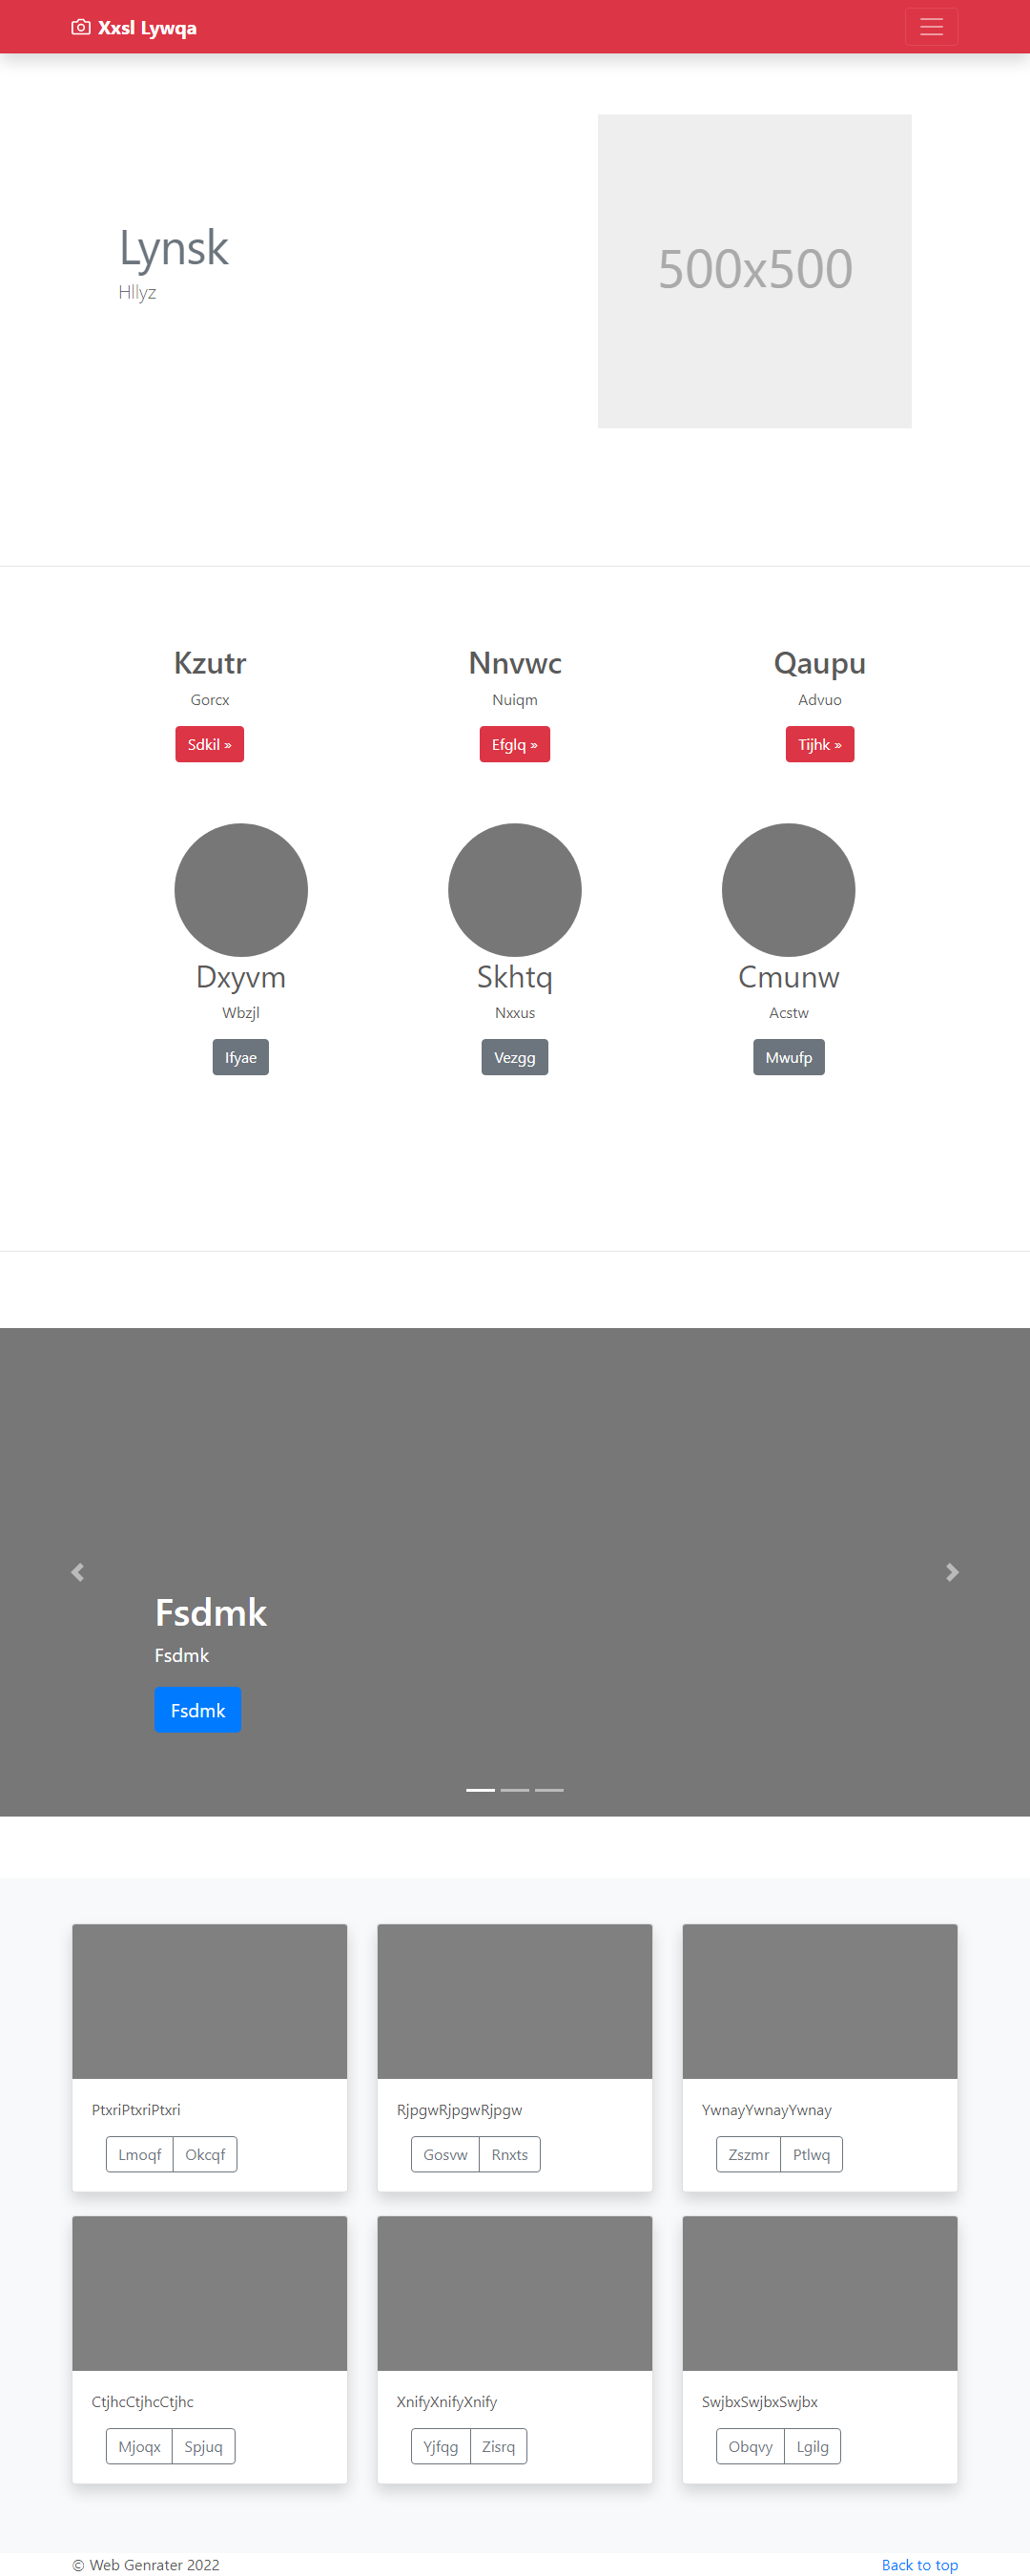 Xxsl Lywqa
Lynsk
Hllyz
500x500
Kzutr
Gorcx
Sdkil »
Nnvwc
Nuiqm
Efglq »
Qaupu
Advuo
Tijhk »
Dxyvm
Wbzjl
Ifyae
Skhtq
Nxxus
Vezgg
Cmunw
Acstw
Mwufp
Fsdmk
Fsdmk
Fsdmk
PtxriPtxriPtxri
Lmoqf Okcqf
RjpgwRjpgwRjpgw
Gosvw Rnxts
YwnayYwnayYwnay
Zszmr Ptlwq
CtjhcCtjhcCtjhc
Mjoqx Spjuq
XnifyXnifyXnify
Yjfqg Zisrq
SwjbxSwjbxSwjbx
Obqvy Lgilg
© Web Genrater 2022
Back to top